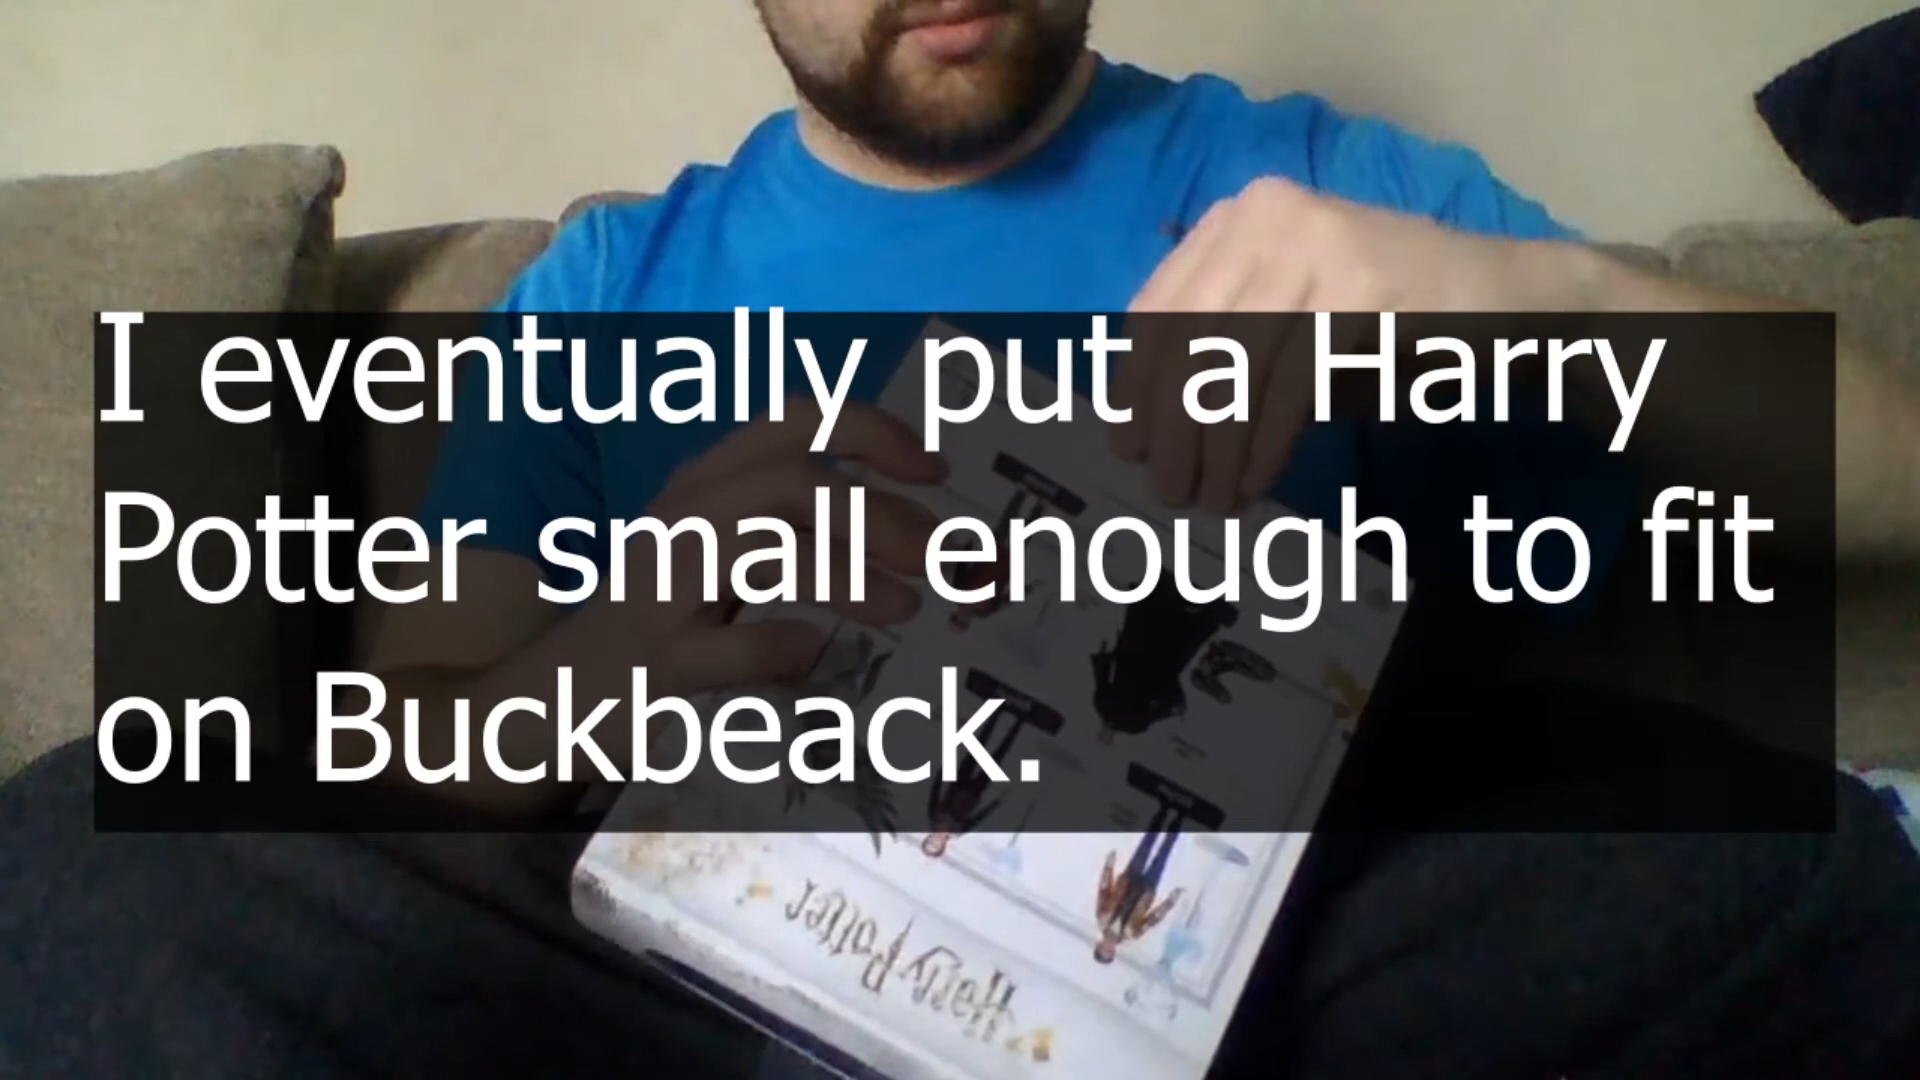 I eventually put a Harry
Potter small enough to fit
on Buckbeack.
Harry Potter